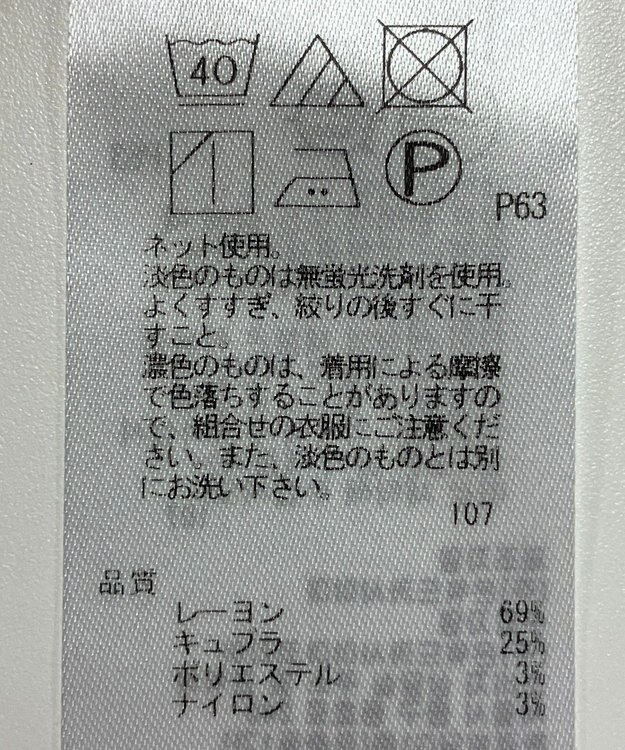 40
P
P63
ネット使用。
淡色のものは無蛍光洗剤を使用。
よくすすぎ、絞りの後すぐに干
すこと。
濃色のものは、着用による摩擦
で色落ちすることがありますの
で、組合せの衣服にご注意くだ
さい。また、淡色のものとは別
にお洗い下さい。
107
品質
レーヨン 69%
キュプラ 25%
ポリエステル 3%
ナイロン 3%